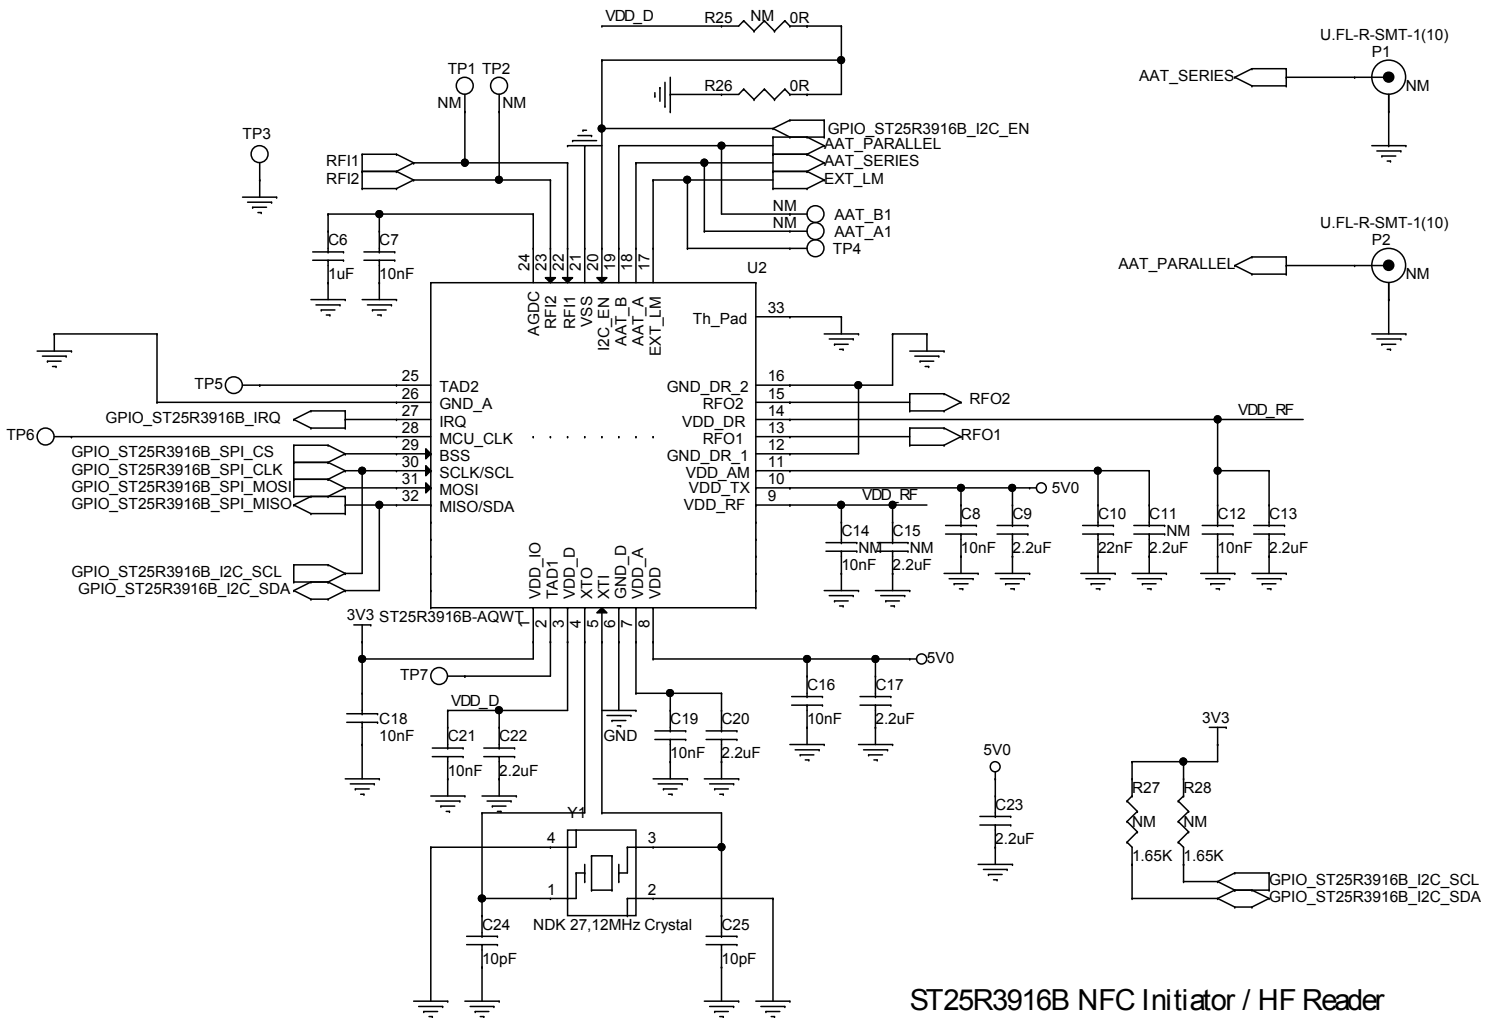 VDD_D R25 NM 0R
R26 0R
GPIO_ST25R3916B_I2C_EN
AAT_PARALLEL
AAT_SERIES
EXT_LM
NM AAT_B1
NM AAT_A1
TP4
TP1 TP2
NM NM
TP3
RFI1
RFI2
U.FL-R-SMT-1(10)
P1
AAT_SERIES NM
U.FL-R-SMT-1(10)
P2
AAT_PARALLEL NM
C6 C7
1uF 10nF
24 23 22 21 20 19 18 17
U2
AGDC RFI2 RFI1 VSS I2C_EN AAT_B AAT_A EXT_LM
Th_Pad 33
TP5 25 TAD2
26 GND_A
GPIO_ST25R3916B_IRQ 27 IRQ
TP6 28 MCU_CLK
GPIO_ST25R3916B_SPI_CS 29 BSS
GPIO_ST25R3916B_SPI_CLK 30 SCLK/SCL
GPIO_ST25R3916B_SPI_MOSI 31 MOSI
GPIO_ST25R3916B_SPI_MISO 32 MISO/SDA
GPIO_ST25R3916B_I2C_SCL
GPIO_ST25R3916B_I2C_SDA
GND_DR_2 16
RFO2 15 RFO2
VDD_DR 14 VDD_RF
RFO1 13 RFO1
GND_DR_1 12
VDD_AM 11
VDD_TX 10 5V0
VDD_RF 9 VDD_RF
C14 NM 10nF
C15 NM 2.2uF
C8 10nF
C9 2.2uF
C10 22nF
C11 NM 2.2uF
C12 10nF
C13 2.2uF
VDD_IO TAD1 VDD_D XTO XTI GND_D VDD_A VDD
3V3 ST25R3916B-AQWT
1 2 3 4 5 6 7 8
TP7
VDD_D
C18 10nF
C21 10nF
C22 2.2uF
GND
C19 10nF
C20 2.2uF
5V0
C16 10nF
C17 2.2uF
Y1
4 3
1 2
NDK 27,12MHz Crystal
C24 10pF
C25 10pF
5V0
C23
2.2uF
3V3
R27 R28
NM NM
1.65K 1.65K
GPIO_ST25R3916B_I2C_SCL
GPIO_ST25R3916B_I2C_SDA
ST25R3916B NFC Initiator / HF Reader